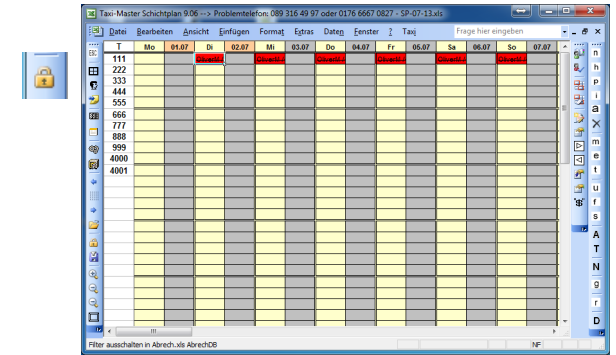 Taxi-Master Schichtplan 9.06 --> Problemtelefon: 089 316 49 97 oder 0176 6667 0827 - SP-07-13.xls
Datei Bearbeiten Ansicht Einfügen Format Extras Daten Fenster ? Taxi Frage hier eingeben
ESC T Mo 01.07 Di 02.07 Mi 03.07 Do 04.07 Fr 05.07 Sa 06.07 So 07.07
111
222
333
444
555
666
777
888
999
4000
4001
n
h
p
i
a
m
e
t
u
f
s
A
T
N
g
r
D
Filter ausschalten in Abrech.xls AbrechDB NF